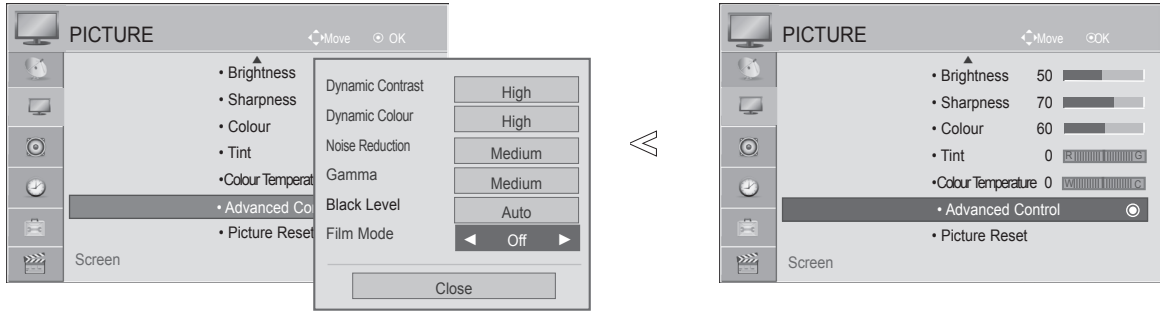 PICTURE
Move OK
• Brightness
• Sharpness
• Colour
• Tint
•Colour Temperat
• Advanced Co
• Picture Reset
Screen
Dynamic Contrast High
Dynamic Colour High
Noise Reduction Medium
Gamma Medium
Black Level Auto
Film Mode ◄ Off ►
Close
PICTURE
Move OK
• Brightness 50
• Sharpness 70
• Colour 60
• Tint 0 R G
•Colour Temperature 0 W C
• Advanced Control
• Picture Reset
Screen